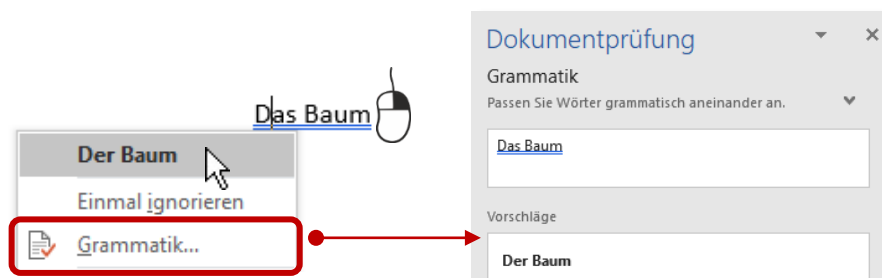 Das Baum
Der Baum
Einmal ignorieren
Grammatik...
Dokumentprüfung
Grammatik
Passen Sie Wörter grammatisch aneinander an.
Das Baum
Vorschläge
Der Baum